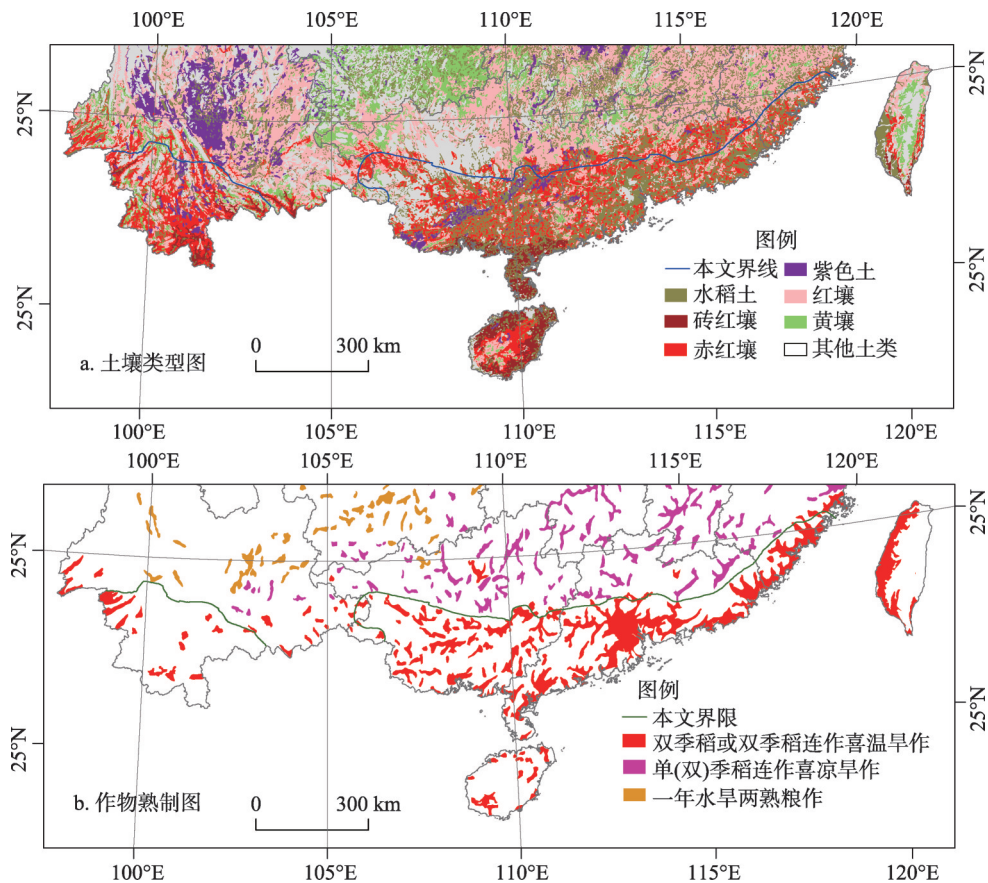 a
100°E 105°E 110°E 115°E 120°E
25°N
25°N
25°N
25°N
图例
本文界线 紫色土
水稻土 红壤
砖红壤 黄壤
赤红壤 其他土类
0 300 km
a. 土壤类型图
100°E 105°E 110°E 115°E 120°E
100°E 105°E 110°E 115°E 120°E
25°N
25°N
25°N
25°N
图例
本文界限
双季稻或双季稻连作喜温旱作
单(双)季稻连作喜凉旱作
一年水旱两熟粮作
0 300 km
b. 作物熟制图
100°E 105°E 110°E 115°E 120°E